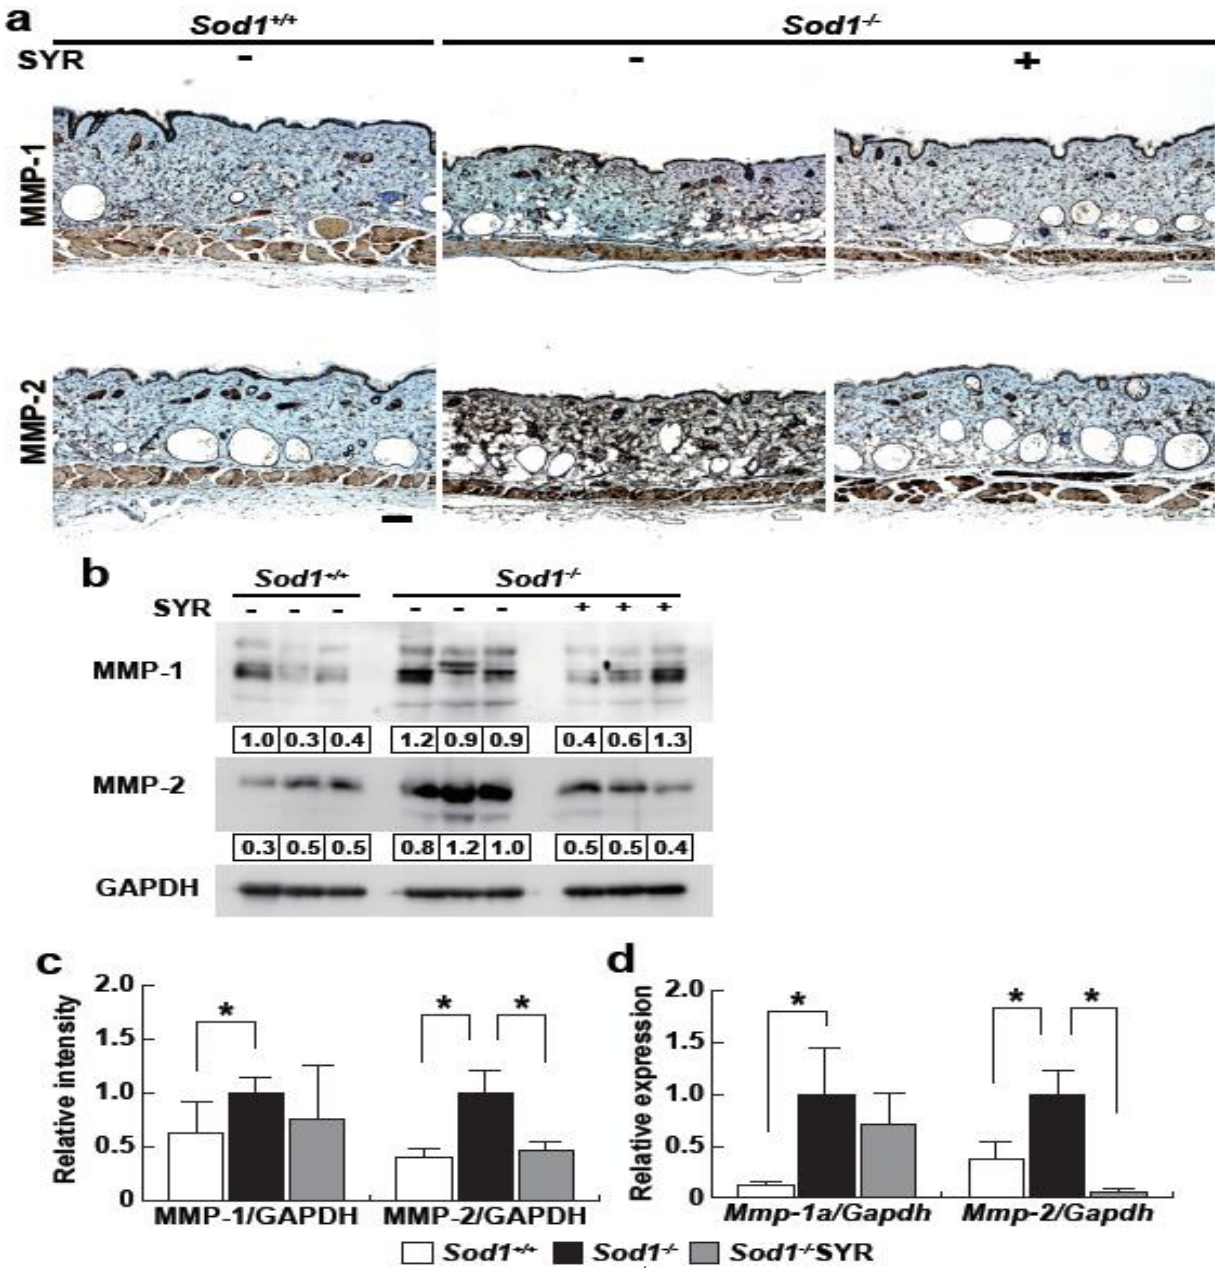 a
Sod1+/+ Sod1-/-
SYR - - +
MMP-1
MMP-2
b
Sod1+/+ Sod1-/-
SYR - - - - - - + + +
MMP-1
1.0 0.3 0.4 1.2 0.9 0.9 0.4 0.6 1.3
MMP-2
0.3 0.5 0.5 0.8 1.2 1.0 0.5 0.5 0.4
GAPDH
c
Relative intensity
2.0
1.5
1.0
0.5
0
* * *
MMP-1/GAPDH MMP-2/GAPDH
d
Relative expression
2.0
1.5
1.0
0.5
0
* * *
Mmp-1a/Gapdh Mmp-2/Gapdh
Sod1+/+ Sod1-/- Sod1-/-SYR